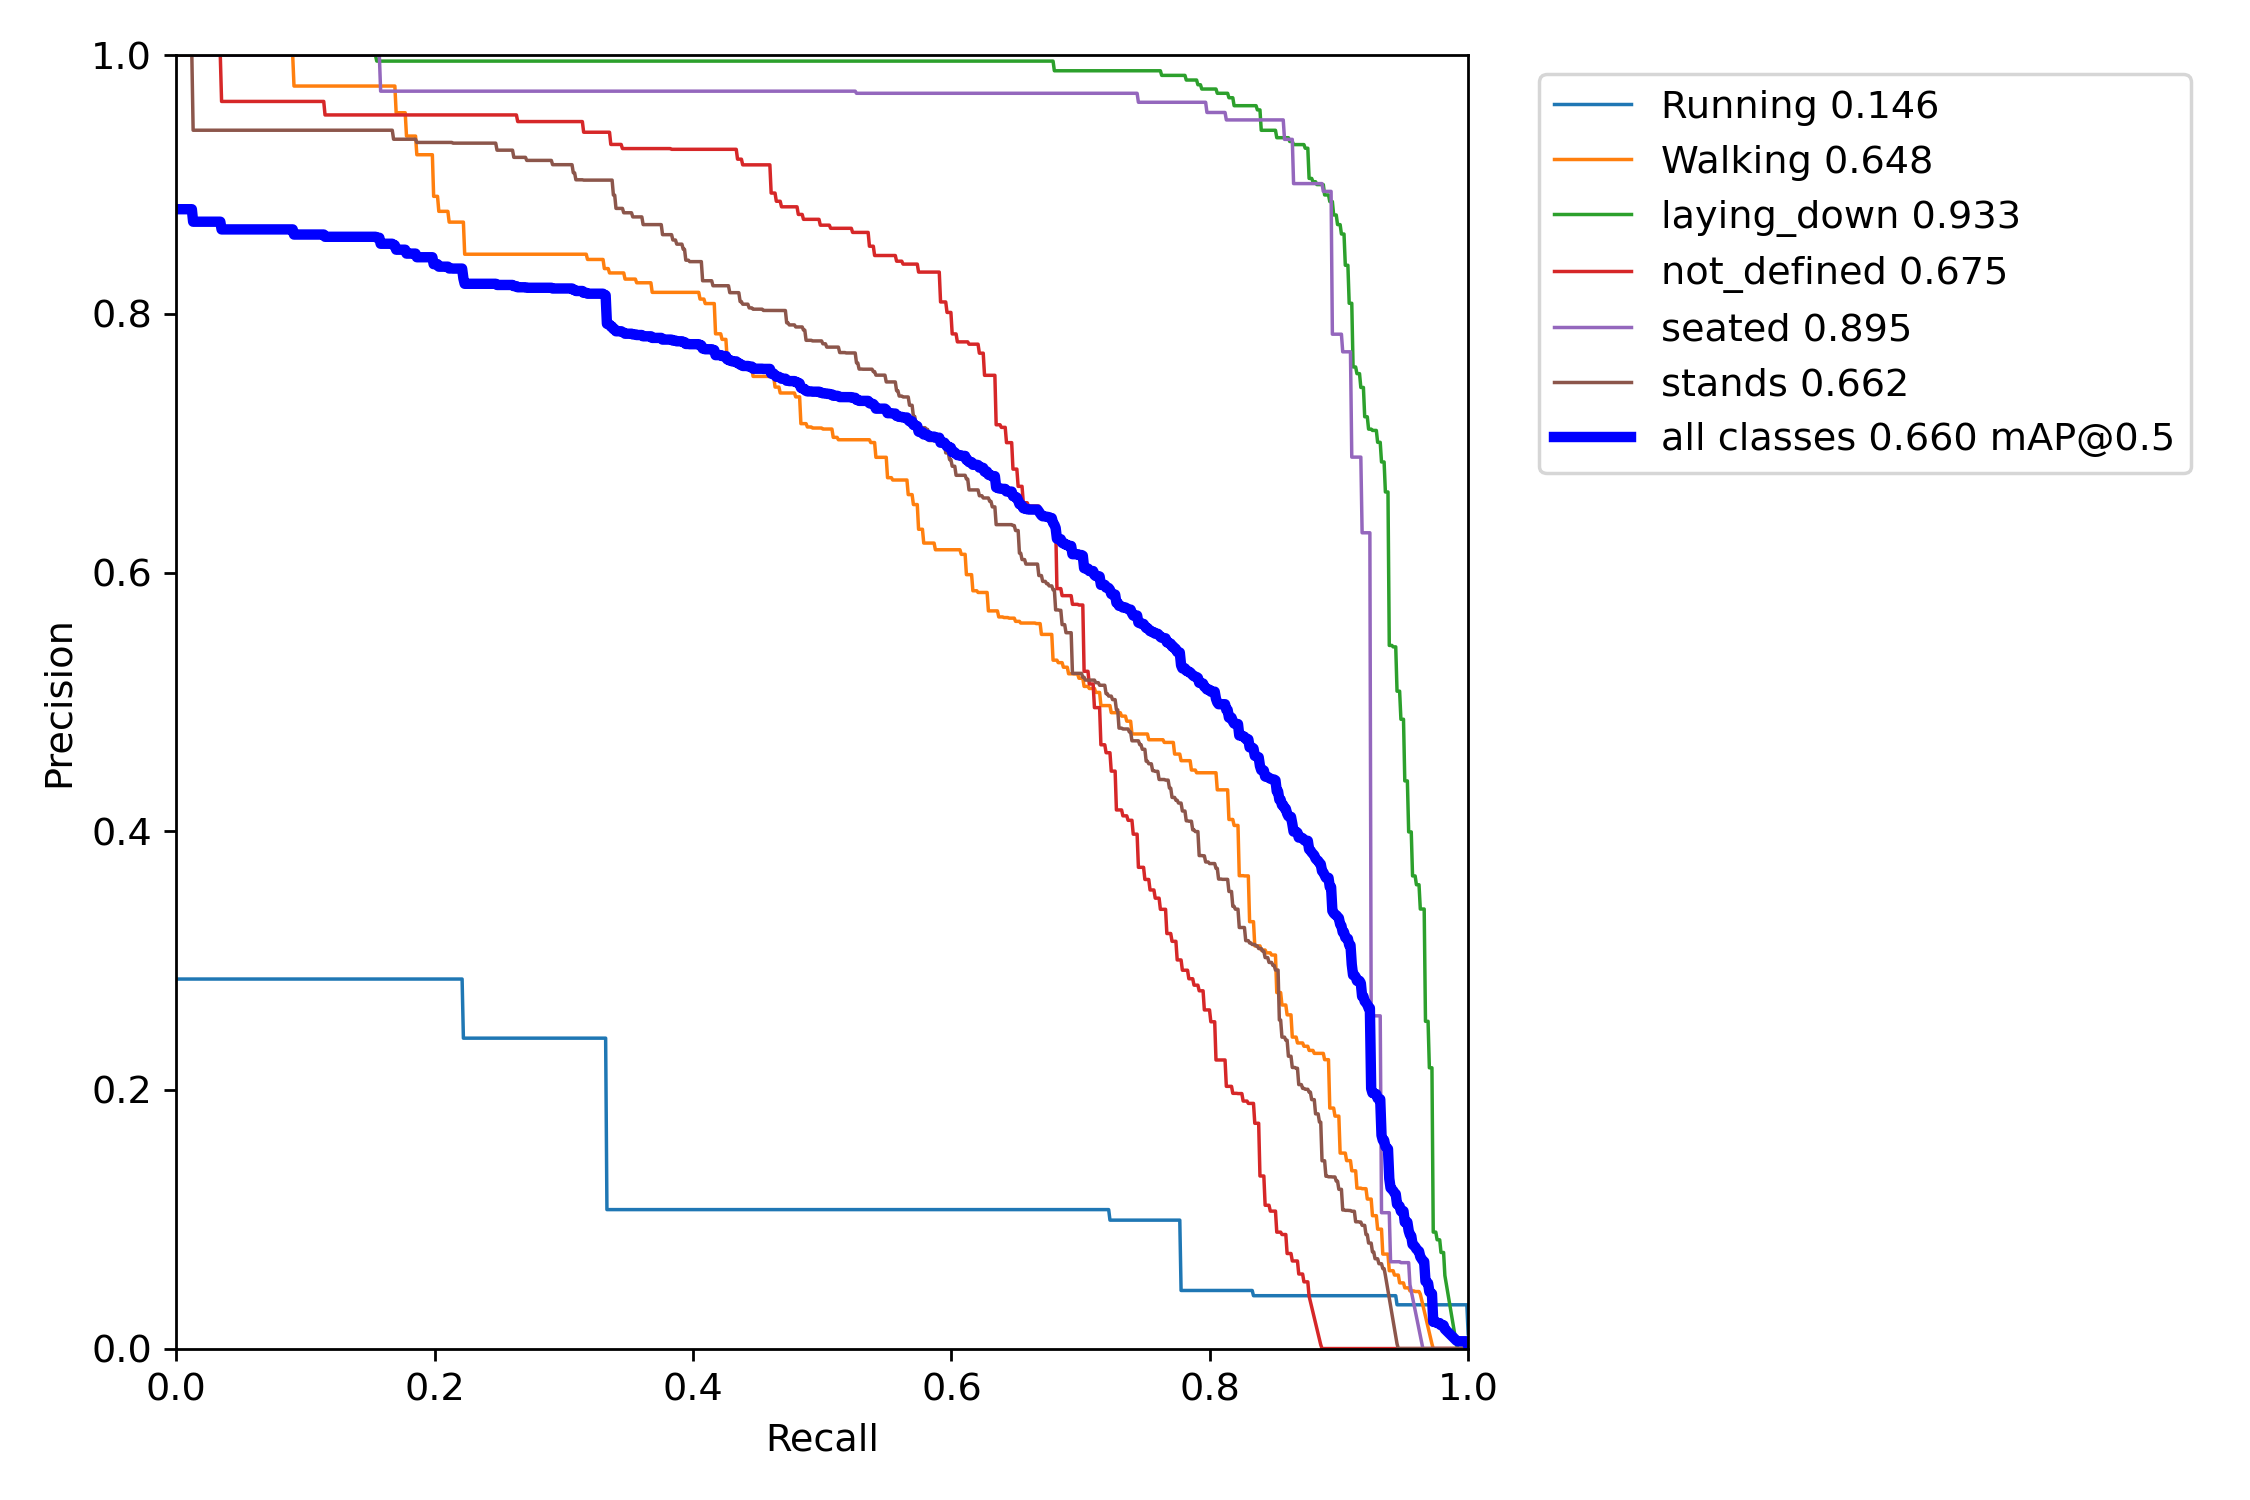 1.0
0.8
0.6
0.4
0.2
0.0
Precision
0.0 0.2 0.4 0.6 0.8 1.0
Recall
Running 0.146
Walking 0.648
laying_down 0.933
not_defined 0.675
seated 0.895
stands 0.662
all classes 0.660 mAP@0.5